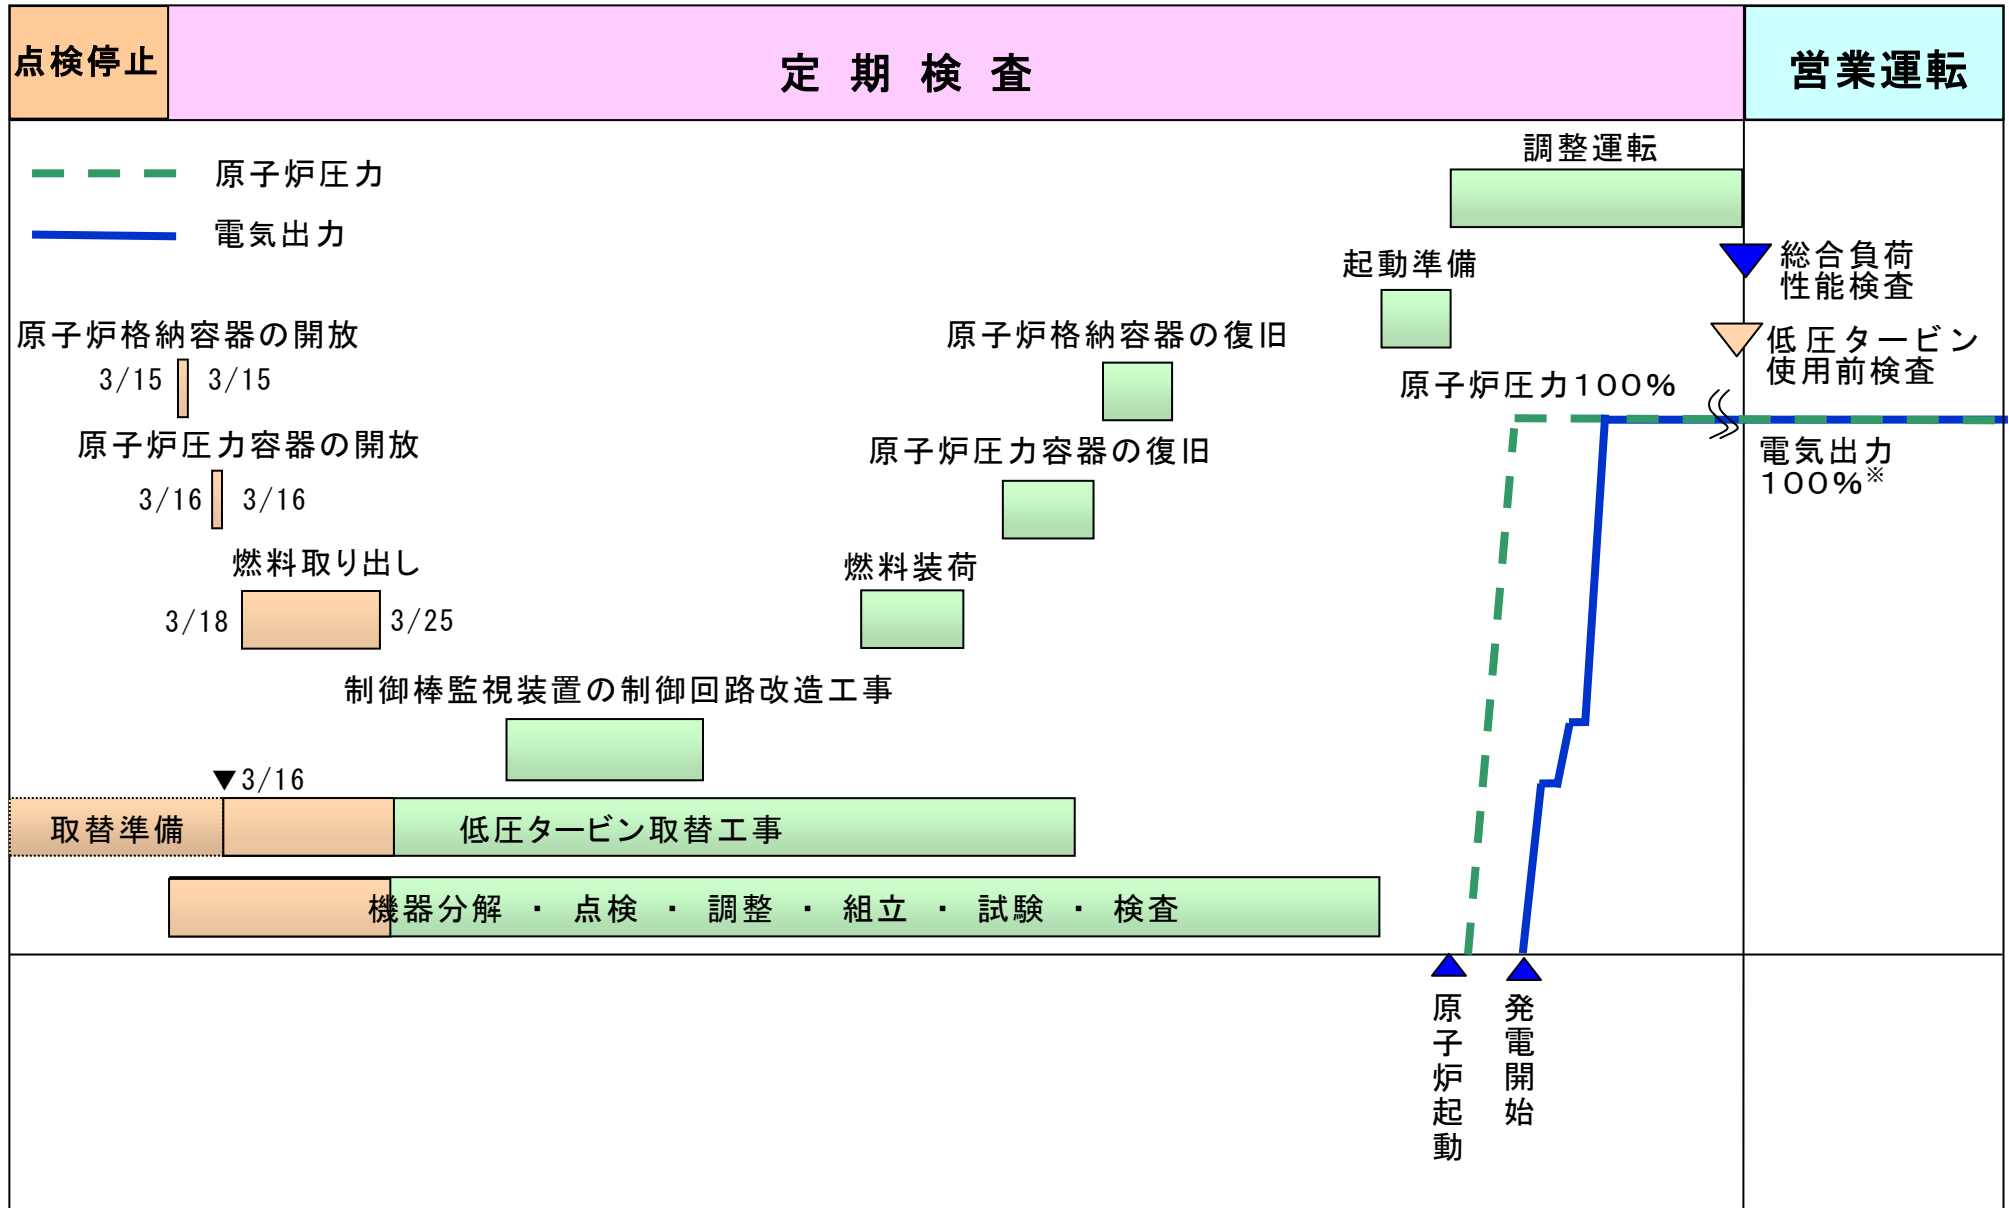 点検停止
定期検査
営業運転
原子炉圧力
電気出力
調整運転
起動準備
総合負荷
性能検査
低圧タービン
使用前検査
原子炉格納容器の開放
3/15 3/15
原子炉格納容器の復旧
原子炉圧力100%
原子炉圧力容器の開放
3/16 3/16
原子炉圧力容器の復旧
電気出力
100%※
燃料取り出し
3/18 3/25
燃料装荷
制御棒監視装置の制御回路改造工事
▼3/16
取替準備
低圧タービン取替工事
機器分解 ・ 点検 ・ 調整 ・ 組立 ・ 試験 ・ 検査
原子炉起動
発電開始